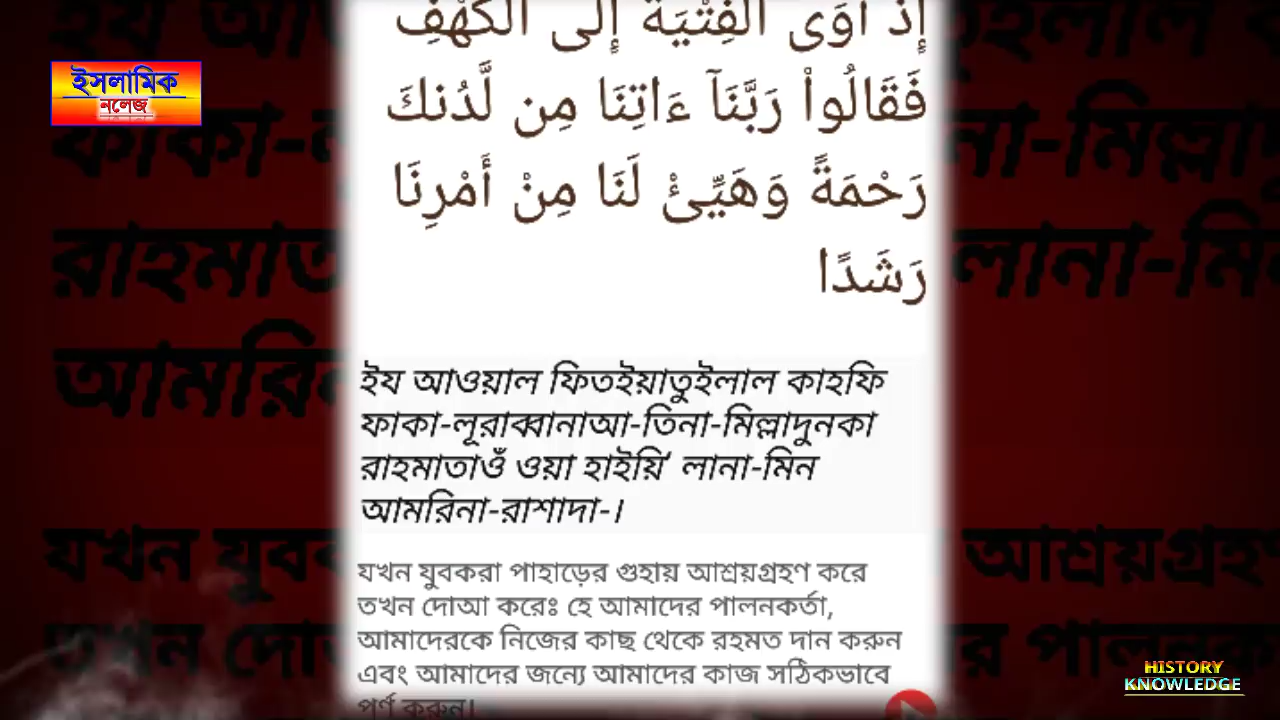 إِذْ أَوَى الْفِتْيَةُ إِلَى الْكَهْفِ
فَقَالُوا۟ رَبَّنَآ ءَاتِنَا مِن لَّدُنكَ
رَحْمَةً وَهَيِّئْ لَنَا مِنْ أَمْرِنَا
رَشَدًا
ইসলামিক
নলেজ
ইয আওয়াল ফিতইয়াতুইলাল কাহফি
ফাকা-লূরাব্বানাআ-তিনা-মিল্লাদুনকা
রাহমাতাওঁ ওয়া হাইয়ি’ লানা-মিন
আমরিনা-রাশাদা-।
যখন যুবকরা পাহাড়ের গুহায় আশ্রয়গ্রহণ করে
তখন দোআ করেঃ হে আমাদের পালনকর্তা,
আমাদেরকে নিজের কাছ থেকে রহমত দান করুন
এবং আমাদের জন্যে আমাদের কাজ সঠিকভাবে
পূর্ণ করুন।
HISTORY
KNOWLEDGE